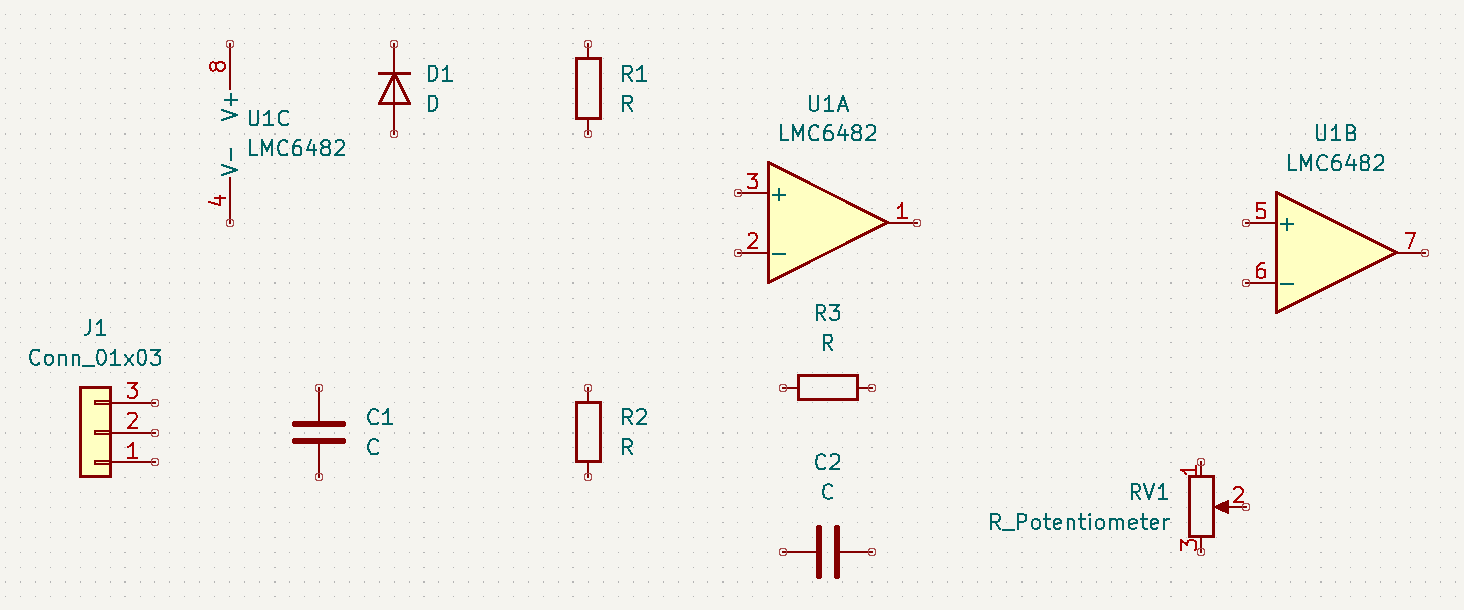 8
V+
V-
4
U1C
LMC6482
D1
D
R1
R
U1A
LMC6482
3
+
2
-
1
U1B
LMC6482
5
+
6
-
7
J1
Conn_01x03
3
2
1
C1
C
R2
R
R3
R
C2
C
RV1
R_Potentiometer
1
2
3